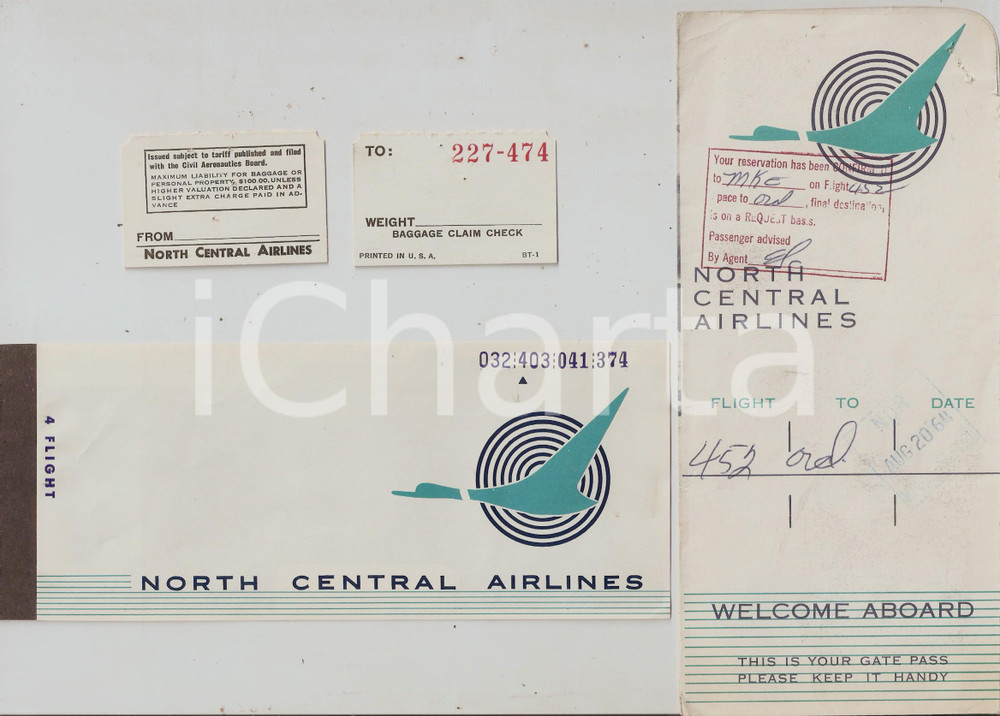 Issued subject to tariff published and filed
with the Civil Aeronautics Board.
MAXIMUM LIABILITY FOR BAGGAGE OR
PERSONAL PROPERTY, $100.00, UNLESS
HIGHER VALUATION DECLARED AND A
SLIGHT EXTRA CHARGE PAID IN AD-
VANCE
FROM
NORTH CENTRAL AIRLINES
TO: 227-474
WEIGHT
BAGGAGE CLAIM CHECK
PRINTED IN U. S. A. BT-1
032:403:041:374
4 FLIGHT
NORTH CENTRAL AIRLINES
Your reservation has been
to MKE on Flight 452
pace to ord, final destination,
is on a REQUEST basis.
Passenger advised
By Agent
NORTH
CENTRAL
AIRLINES
FLIGHT TO DATE
452 ord AUG 20 64
WELCOME ABOARD
THIS IS YOUR GATE PASS
PLEASE KEEP IT HANDY
iCharta